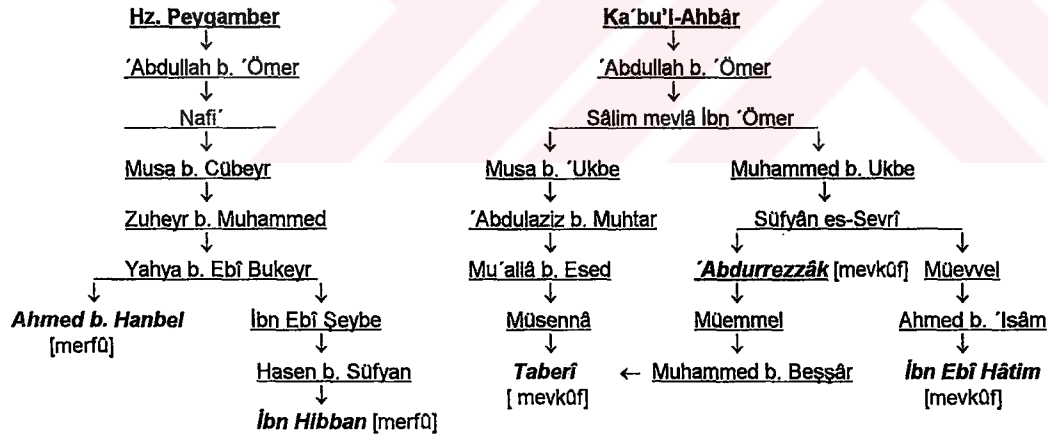 Hz. Peygamber Ka´bu'l-Ahbâr
´Abdullah b. ´Ömer ´Abdullah b. ´Ömer
Nafi´ Sâlim mevlâ İbn ´Ömer
Musa b. Cübeyr Musa b. ´Ukbe Muhammed b. Ukbe
Zuheyr b. Muhammed ´Abdulaziz b. Muhtar Süfyân es-Sevrî
Yahya b. Ebî Bukeyr Mu´allâ b. Esed ´Abdurrezzâk [mevkûf] Müevvel
Ahmed b. Hanbel İbn Ebî Şeybe Müsennâ Müemmel Ahmed b. ´Isâm
[merfû]
Hasen b. Süfyan Taberî ← Muhammed b. Beşşâr İbn Ebî Hâtim
[ mevkûf] [mevkûf]
İbn Hibban [merfû]